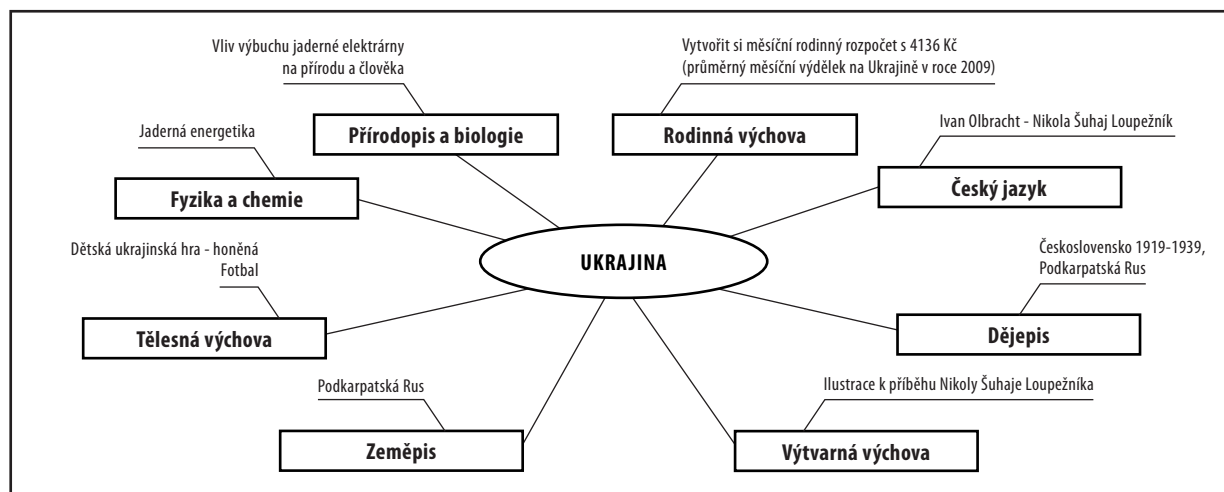 Vliv výbuchu jaderné elektrárny
na přírodu a člověka
Přírodopis a biologie
Vytvořit si měsíční rodinný rozpočet s 4136 Kč
(průměrný měsíční výdělek na Ukrajině v roce 2009)
Rodinná výchova
Jaderná energetika
Fyzika a chemie
Ivan Olbracht - Nikola Šuhaj Loupežník
Český jazyk
UKRAJINA
Dětská ukrajinská hra - honěná
Fotbal
Tělesná výchova
Československo 1919-1939,
Podkarpatská Rus
Dějepis
Podkarpatská Rus
Zeměpis
Ilustrace k příběhu Nikoly Šuhaje Loupežníka
Výtvarná výchova